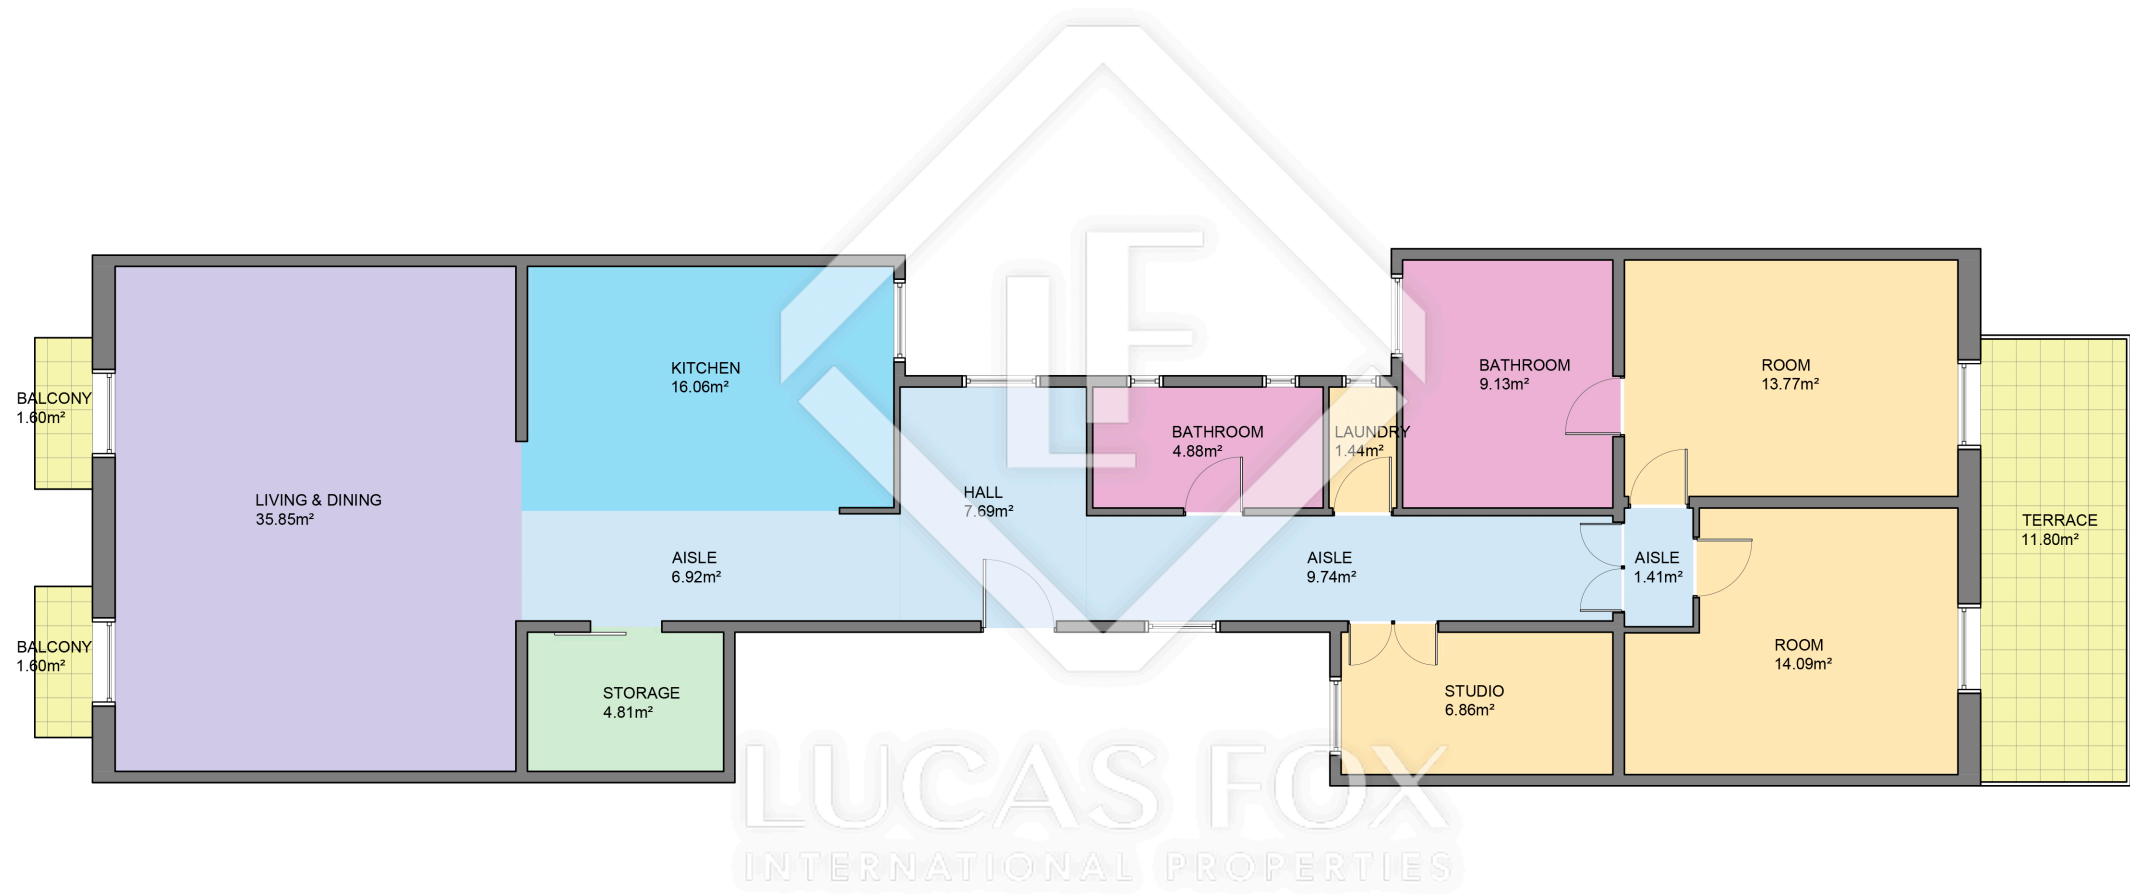 BALCONY
1.60m²
BALCONY
1.60m²
LIVING & DINING
35.85m²
KITCHEN
16.06m²
AISLE
6.92m²
STORAGE
4.81m²
HALL
7.69m²
BATHROOM
4.88m²
LAUNDRY
1.44m²
AISLE
9.74m²
BATHROOM
9.13m²
STUDIO
6.86m²
AISLE
1.41m²
ROOM
13.77m²
ROOM
14.09m²
TERRACE
11.80m²
LF
LUCAS FOX
INTERNATIONAL PROPERTIES